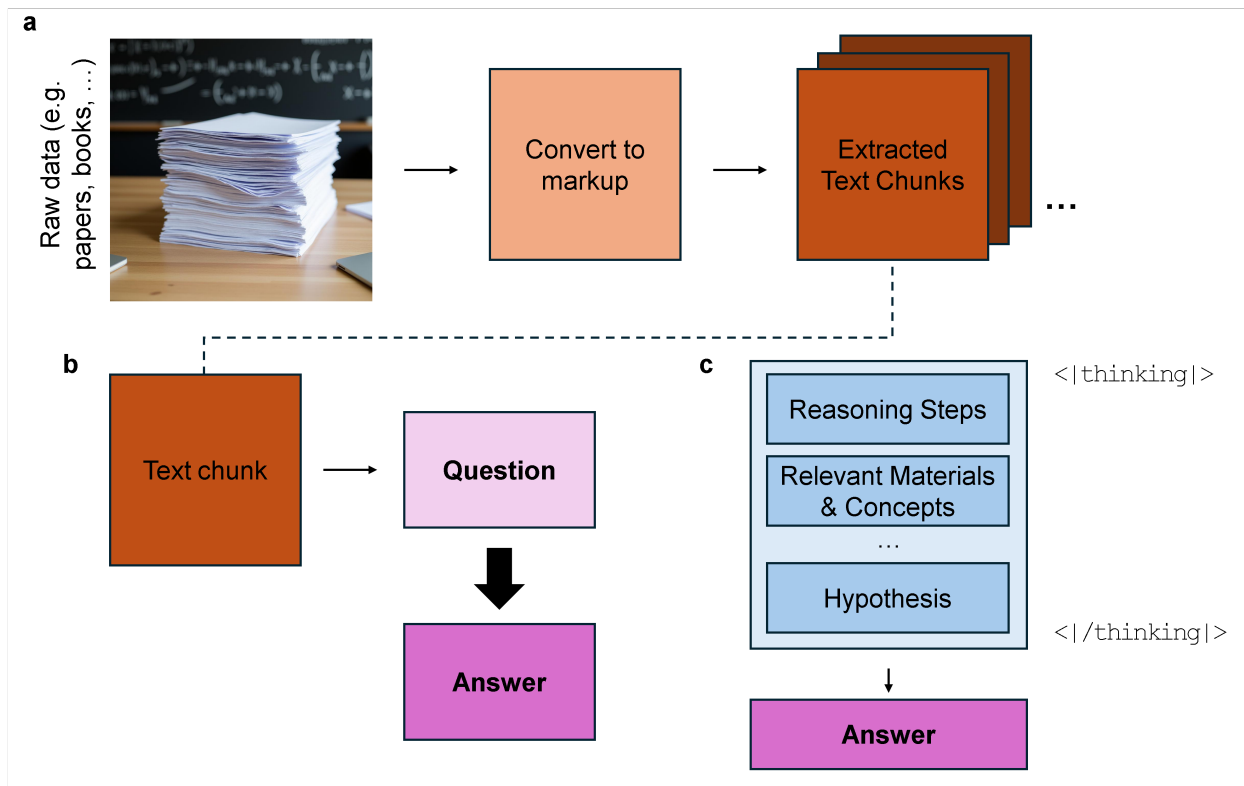 a
Raw data (e.g.
papers, books, …)
Convert to
markup
Extracted
Text Chunks
...
b
Text chunk
Question
Answer
c
<|thinking|>
Reasoning Steps
Relevant Materials
& Concepts
...
Hypothesis
<|/thinking|>
Answer